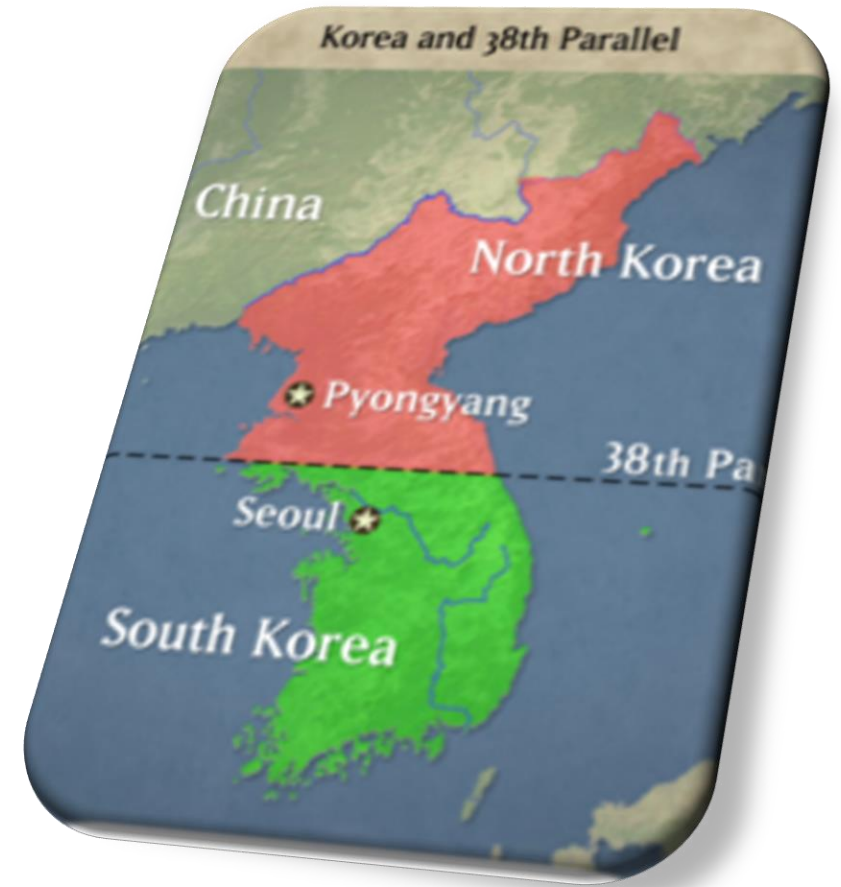 Korea and 38th Parallel
China
North Korea
Pyongyang
38th Pa
Seoul
South Korea